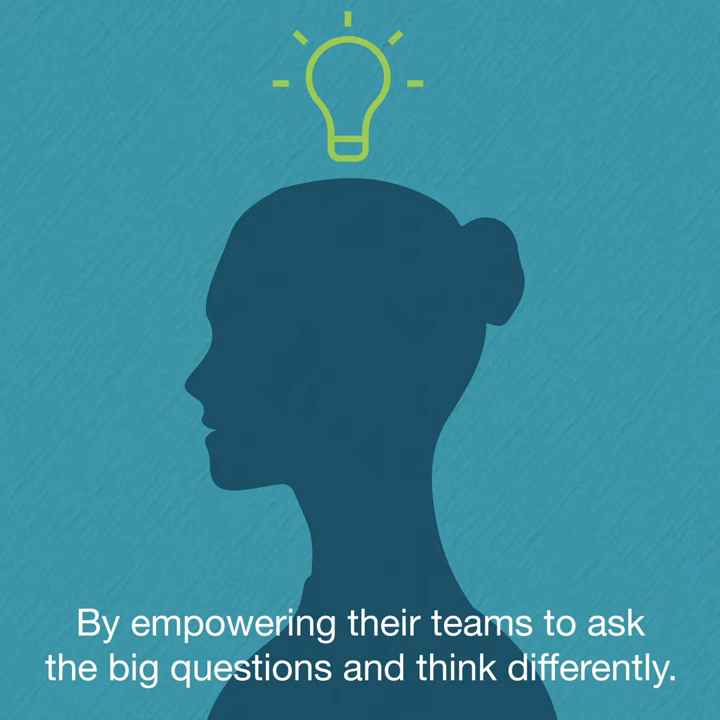 By empowering their teams to ask
the big questions and think differently.